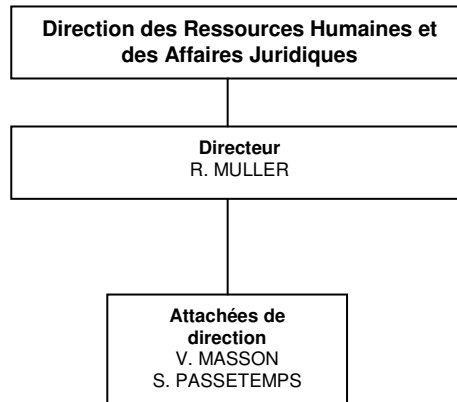 Direction des Ressources Humaines et
des Affaires Juridiques
Directeur
R. MULLER
Attachées de
direction
V. MASSON
S. PASSETEMPS